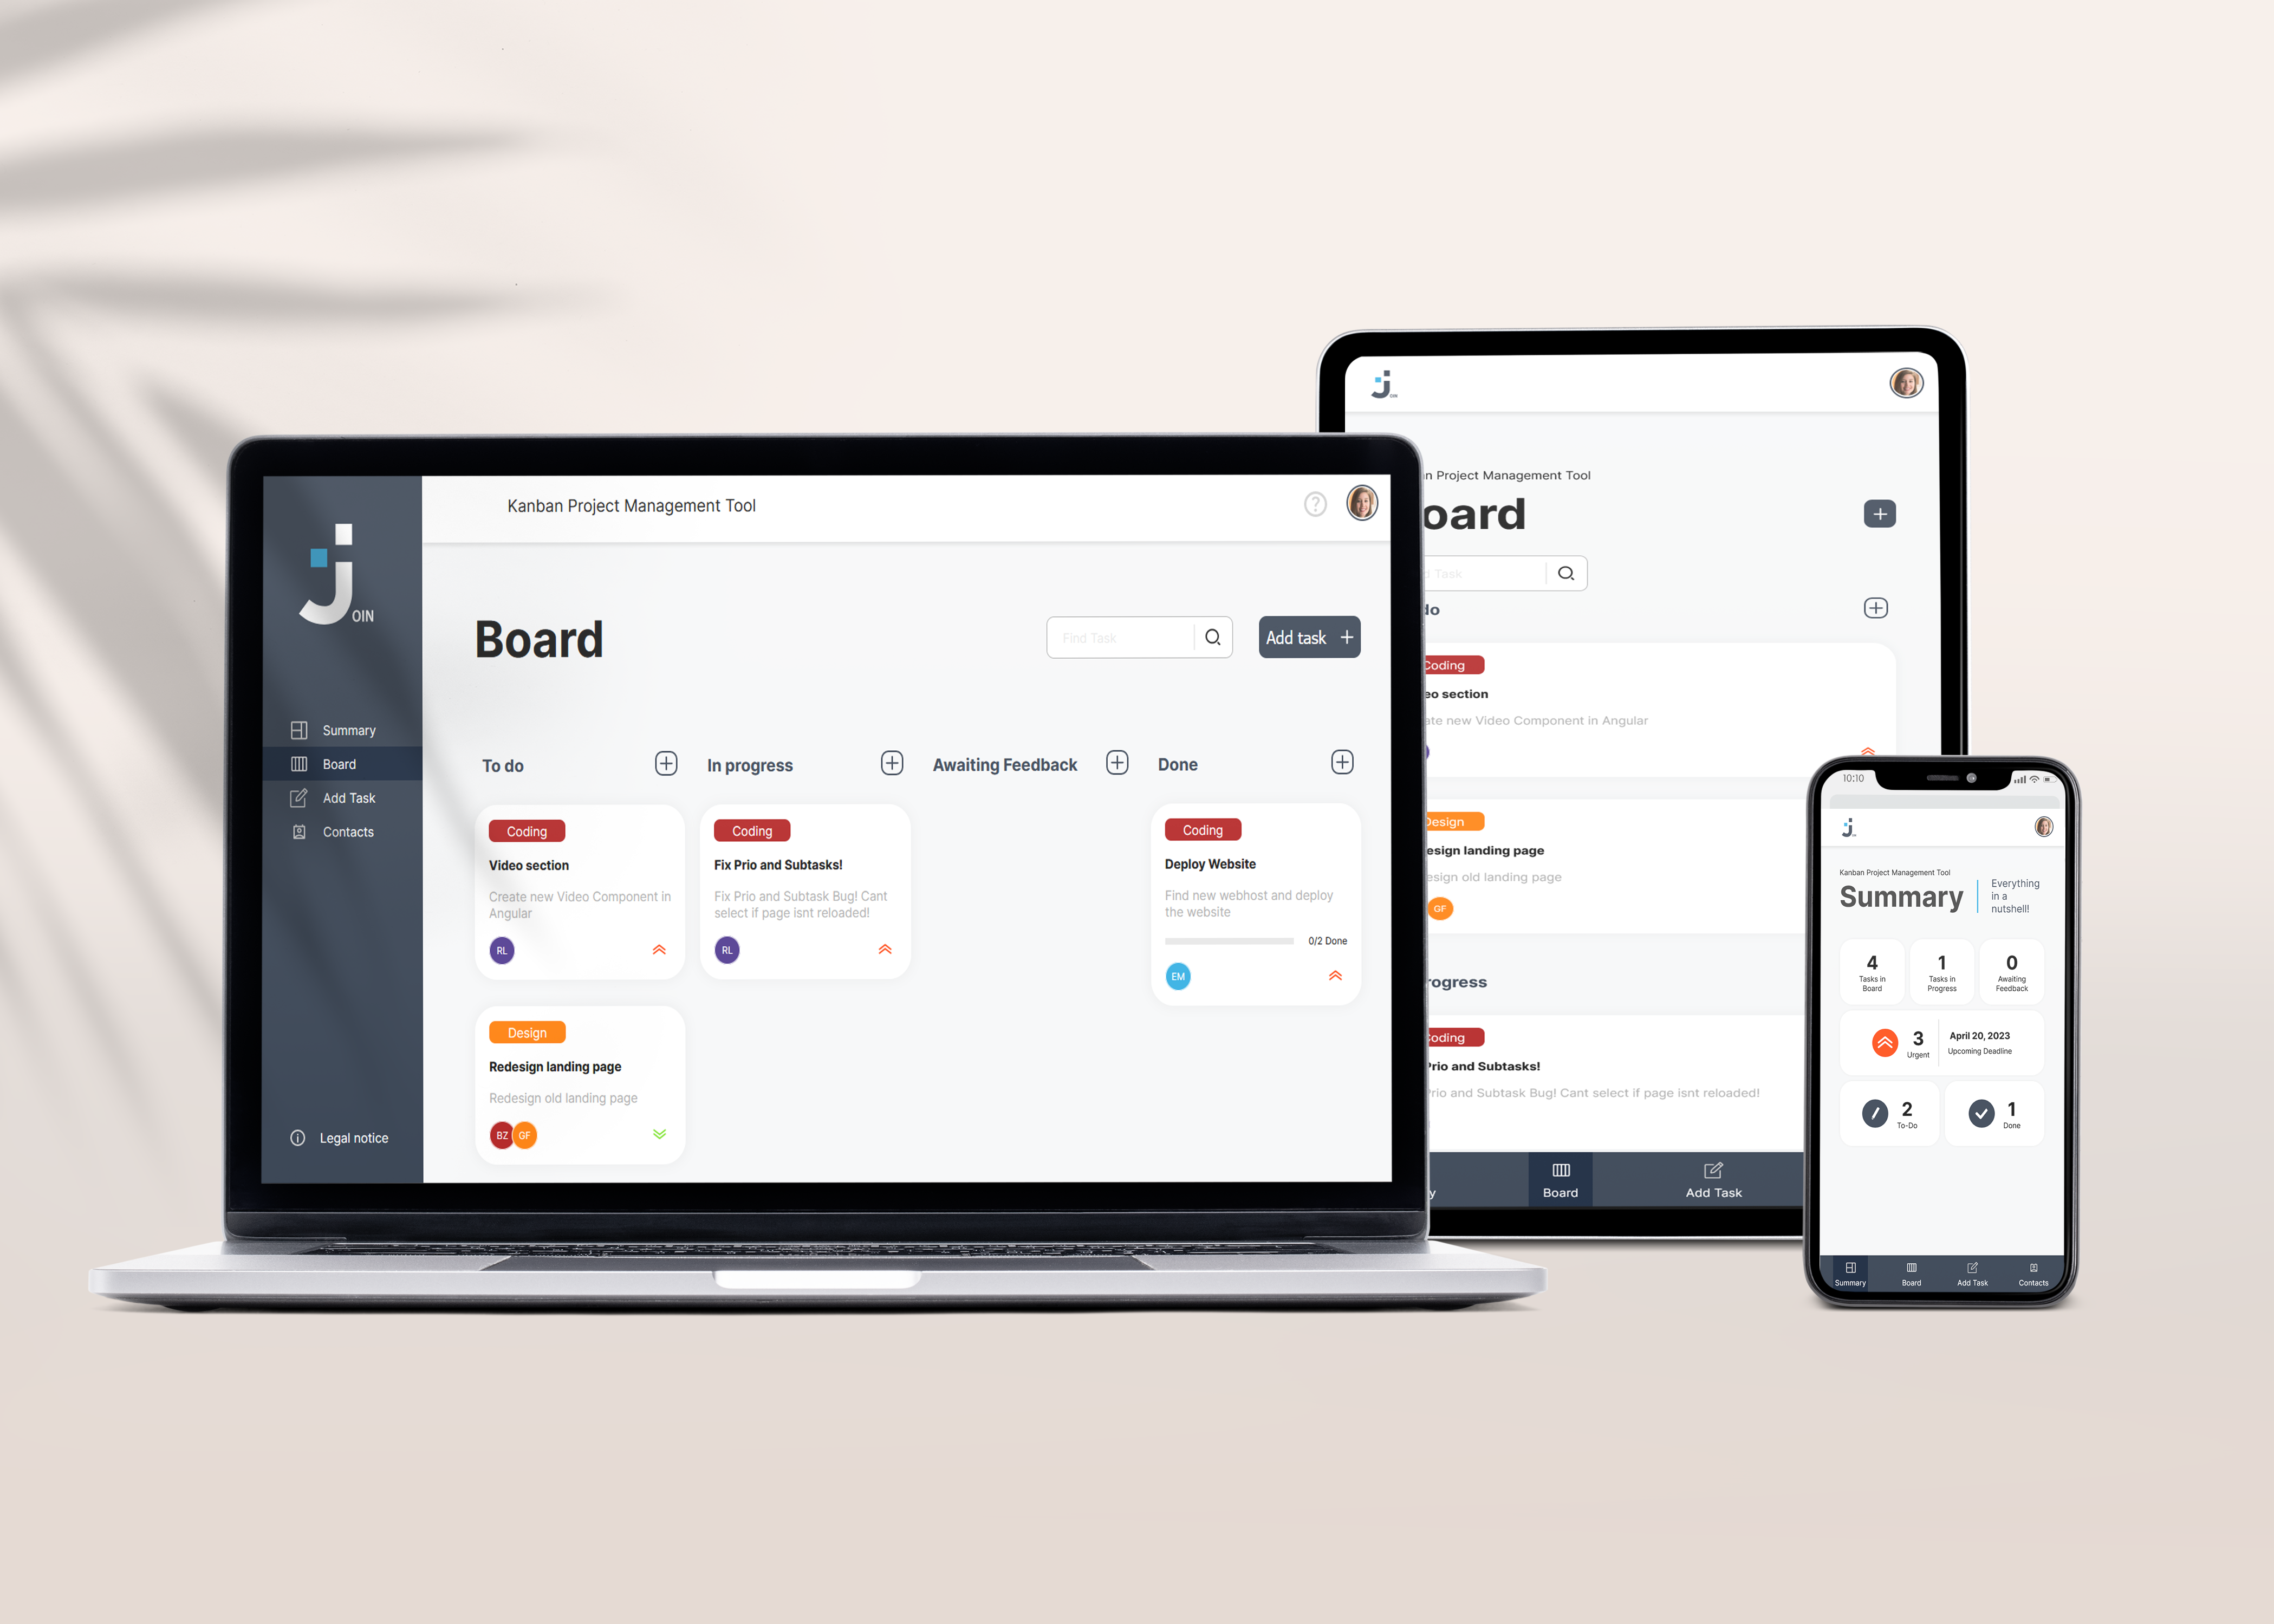 Kanban Project Management Tool
OIN
Board
Find Task
Add task
Summary
Board
Add Task
Contacts
Legal notice
To do
In progress
Awaiting Feedback
Done
Coding
Video section
Create new Video Component in
Angular
RL
Design
Redesign landing page
Redesign old landing page
BZ
GF
Coding
Fix Prio and Subtasks!
Fix Prio and Subtask Bug! Cant
select if page isnt reloaded!
RL
Coding
Deploy Website
Find new webhost and deploy
the website
0/2 Done
EM
OIN
n Project Management Tool
oard
d Task
do
Coding
eo section
ate new Video Component in Angular
Design
esign landing page
esign old landing page
GF
rogress
oding
Prio and Subtasks!
Prio and Subtask Bug! Cant select if page isnt reloaded!
y
Board
Add Task
10:10
Kanban Project Management Tool
Summary
Everything
in a
nutshell!
4
Tasks in
Board
1
Tasks in
Progress
0
Awaiting
Feedback
3
Urgent
April 20, 2023
Upcoming Deadline
2
To-Do
1
Done
Summary
Board
Add Task
Contacts